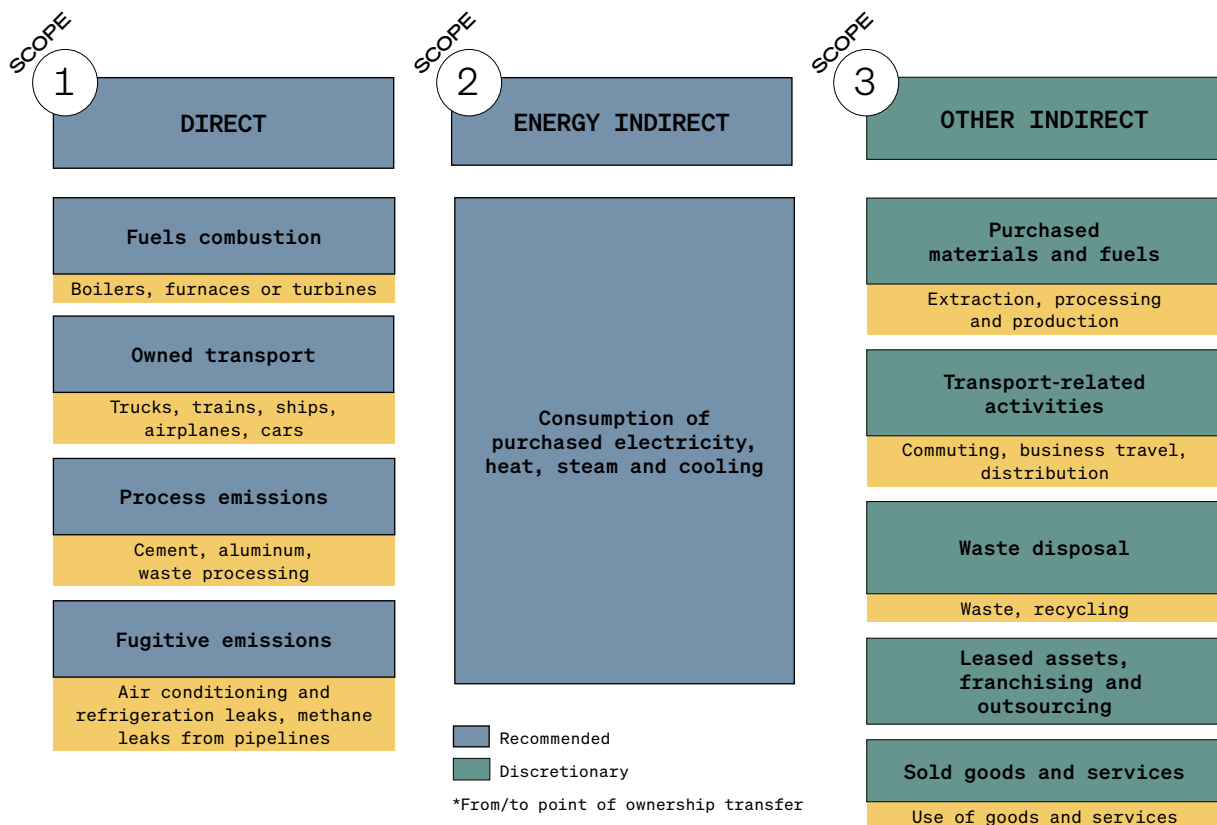 SCOPE
1
DIRECT
Fuels combustion
Boilers, furnaces or turbines
Owned transport
Trucks, trains, ships,
airplanes, cars
Process emissions
Cement, aluminum,
waste processing
Fugitive emissions
Air conditioning and
refrigeration leaks, methane
leaks from pipelines
SCOPE
2
ENERGY INDIRECT
Consumption of
purchased electricity,
heat, steam and cooling
Recommended
Discretionary
*From/to point of ownership transfer
SCOPE
3
OTHER INDIRECT
Purchased
materials and fuels
Extraction, processing
and production
Transport-related
activities
Commuting, business travel,
distribution
Waste disposal
Waste, recycling
Leased assets,
franchising and
outsourcing
Sold goods and services
Use of goods and services